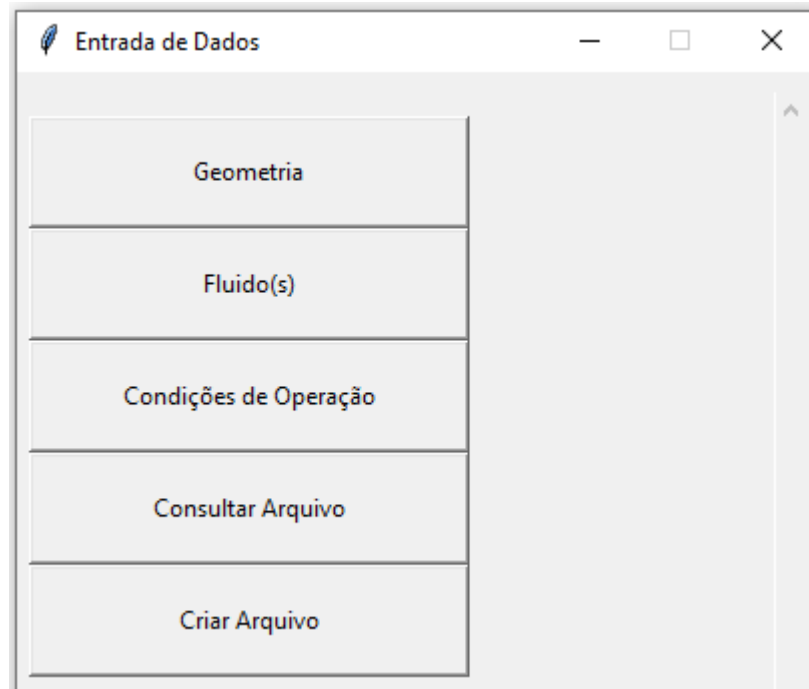 Entrada de Dados
Geometria
Fluido(s)
Condições de Operação
Consultar Arquivo
Criar Arquivo